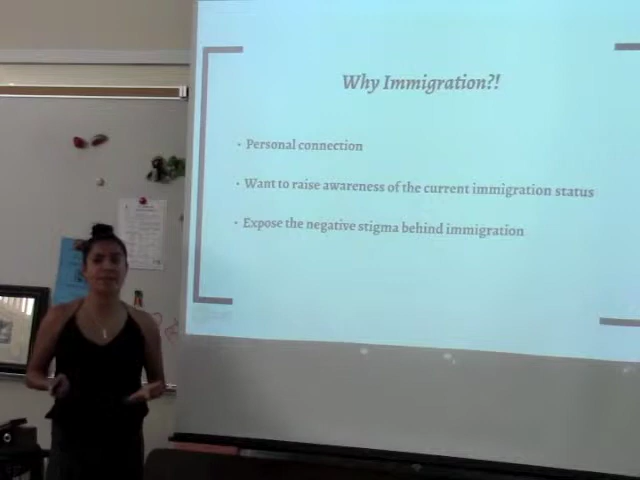 Why Immigration?!
• Personal connection
• Want to raise awareness of the current immigration status
• Expose the negative stigma behind immigration